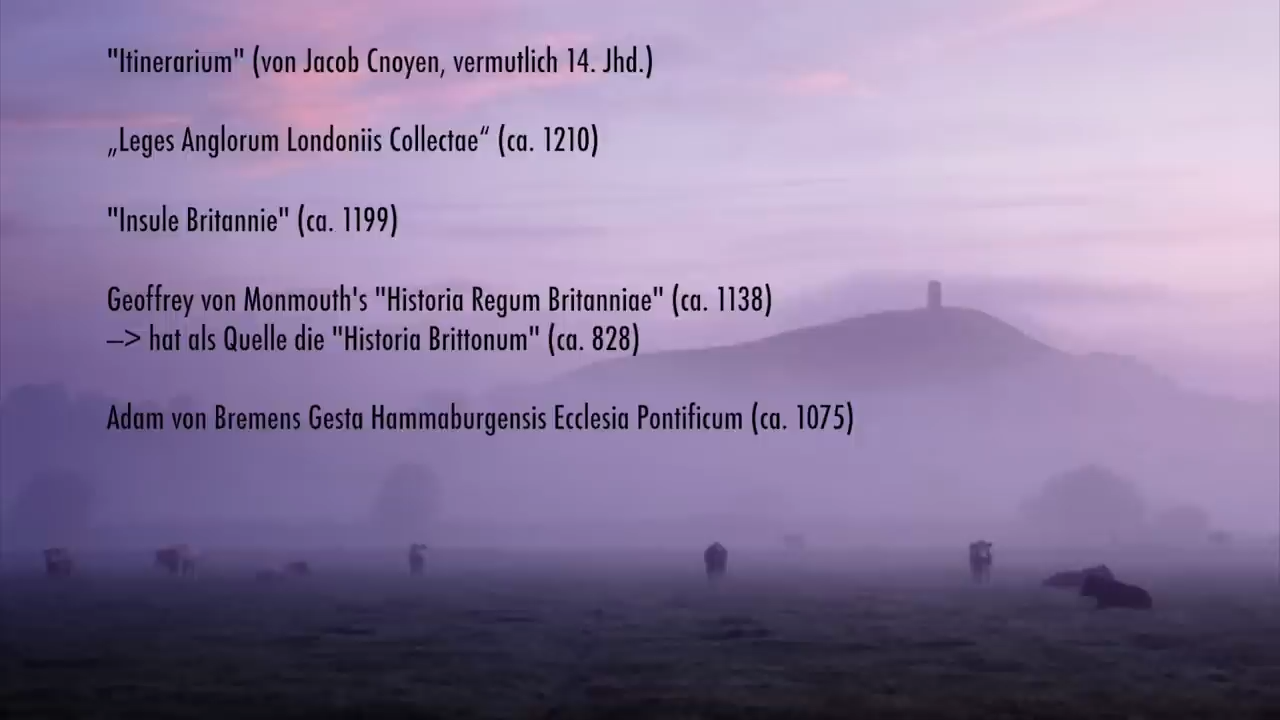 "Itinerarium" (von Jacob Cnoyen, vermutlich 14. Jhd.)
„Leges Anglorum Londoniis Collectae“ (ca. 1210)
"Insule Britannie" (ca. 1199)
Geoffrey von Monmouth's "Historia Regum Britanniae" (ca. 1138)
–> hat als Quelle die "Historia Brittonum" (ca. 828)
Adam von Bremens Gesta Hammaburgensis Ecclesia Pontificum (ca. 1075)